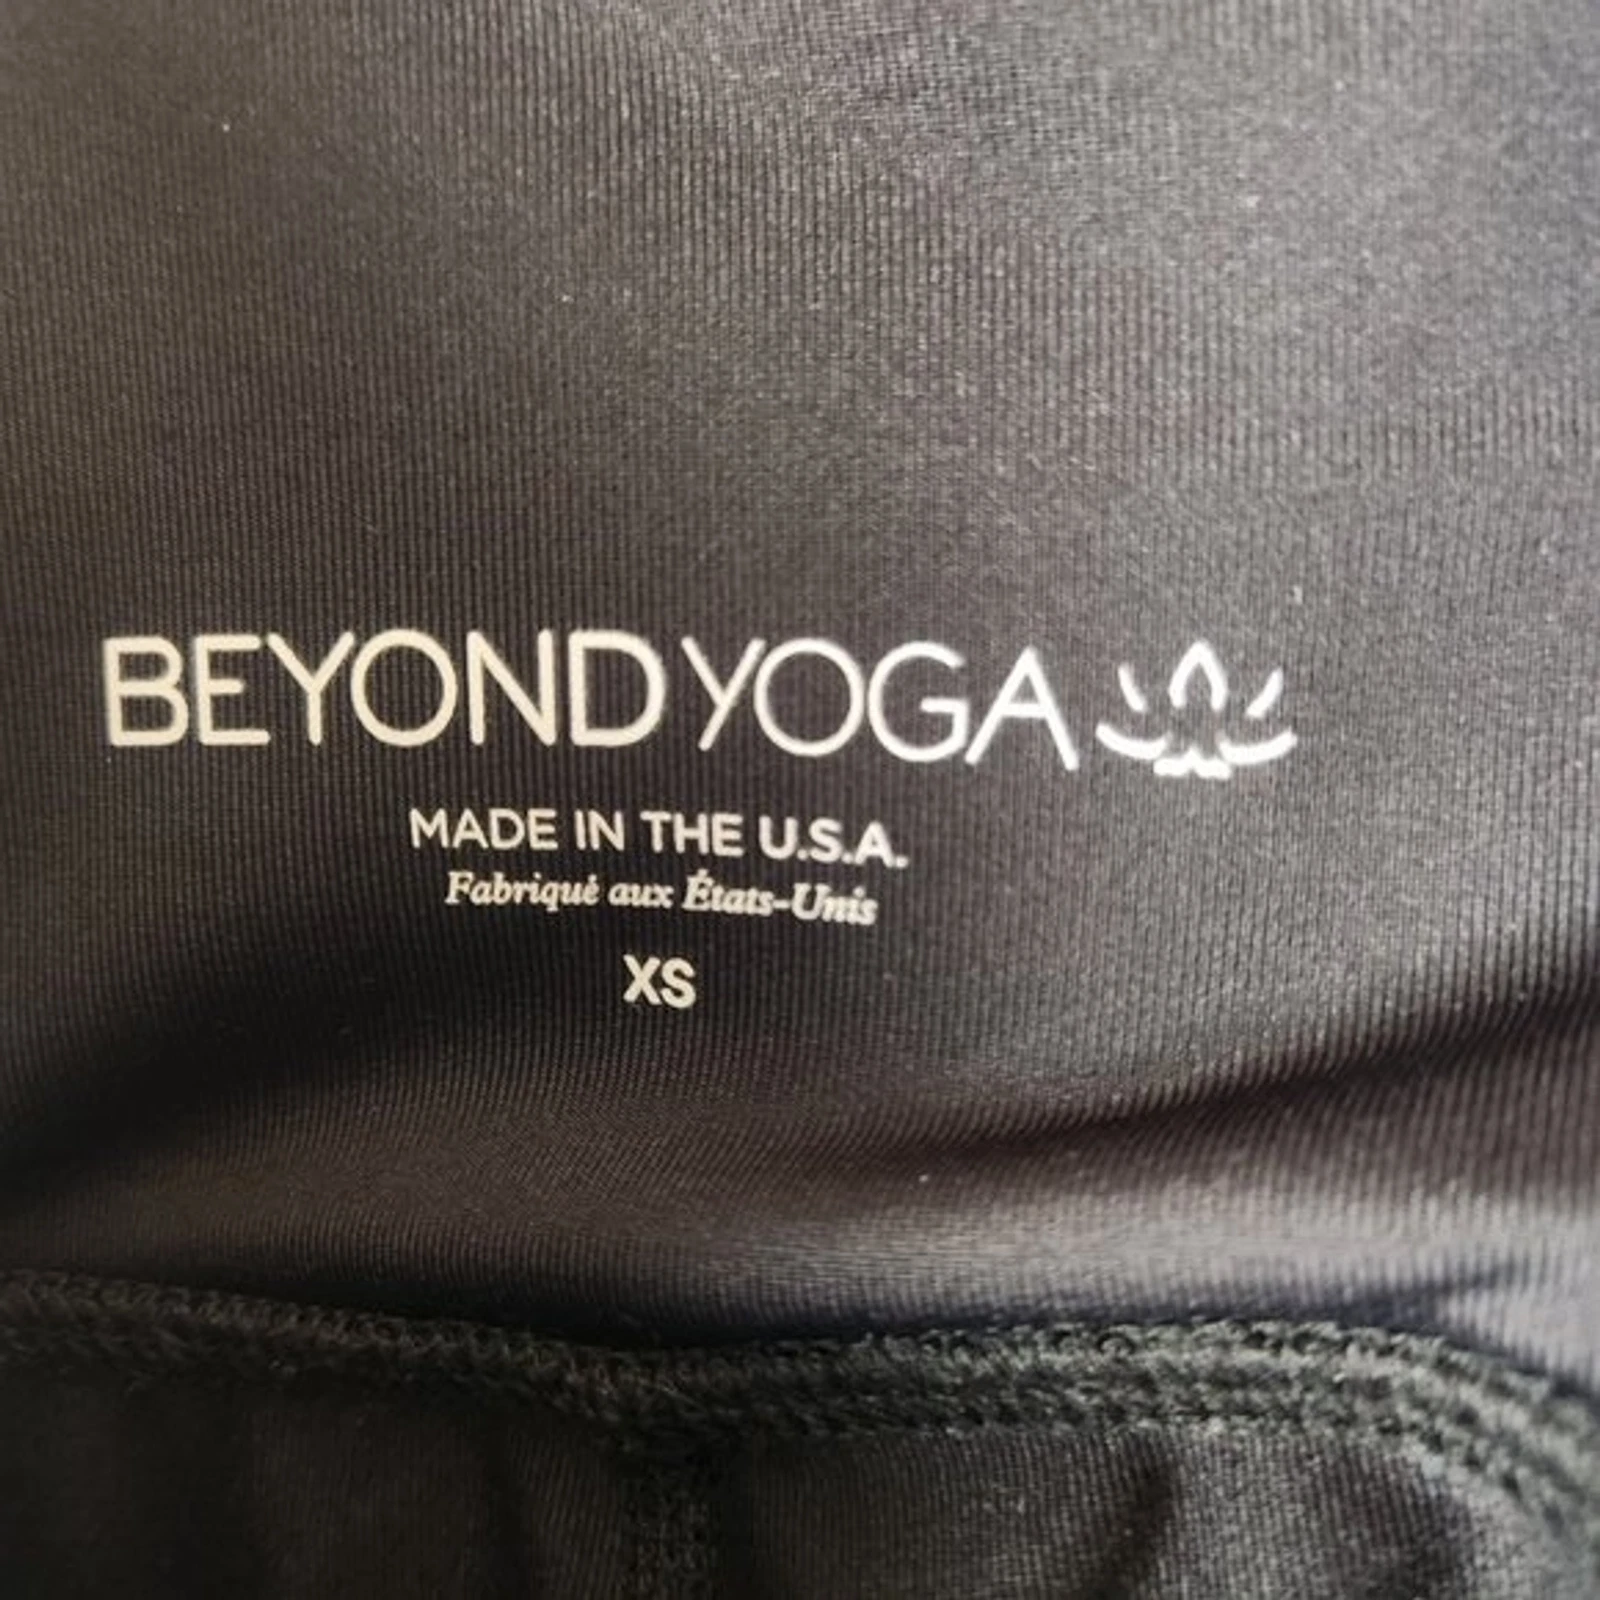 BEYOND YOGA
MADE IN THE U.S.A.
Fabriqué aux États-Unis
XS